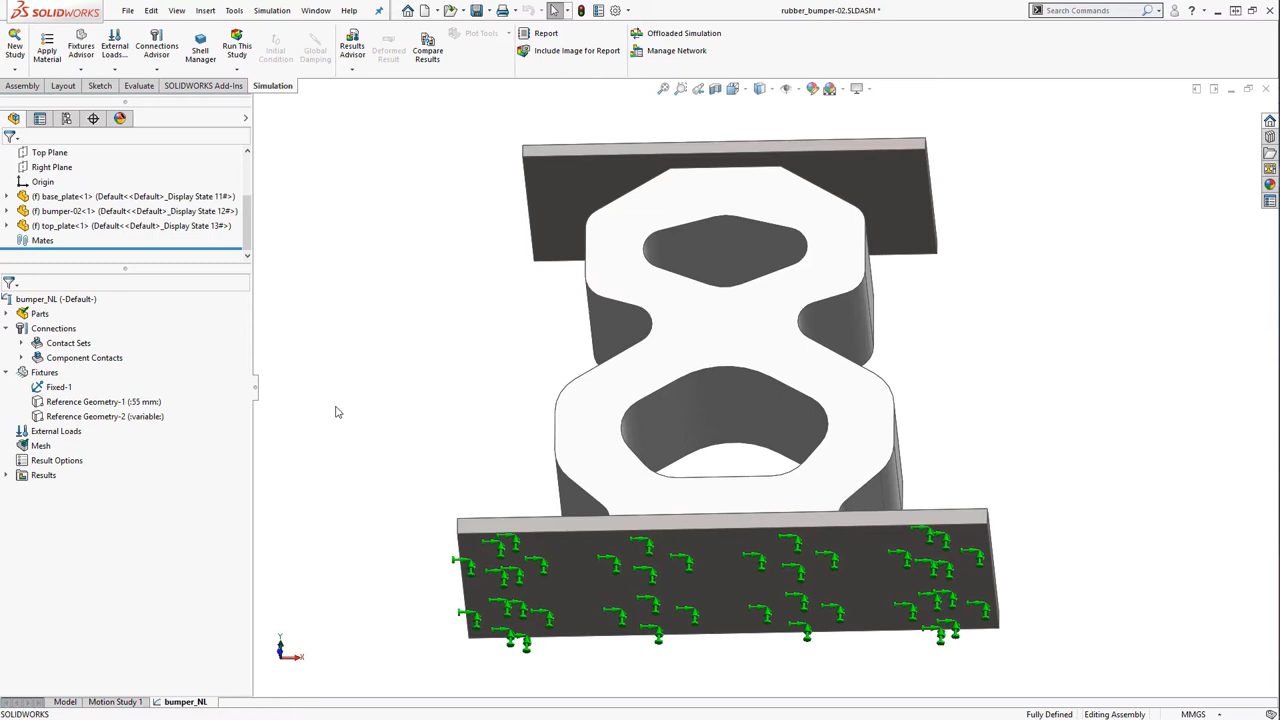 SOLIDWORKS
File Edit View Insert Tools Simulation Window Help
rubber_bumper-02.SLDASM *
Search Commands
New Study
Apply Material
Fixtures Advisor
External Loads...
Connections Advisor
Shell Manager
Run This Study
Initial Condition
Global Damping
Results Advisor
Deformed Result
Compare Results
Plot Tools
Report
Include Image for Report
Offloaded Simulation
Manage Network
Assembly Layout Sketch Evaluate SOLIDWORKS Add-Ins Simulation
Top Plane
Right Plane
Origin
(f) base_plate<1> (Default<<Default>_Display State 11#>)
(f) bumper-02<1> (Default<<Default>_Display State 12#>)
(f) top_plate<1> (Default<<Default>_Display State 13#>)
Mates
bumper_NL (-Default-)
Parts
Connections
Contact Sets
Component Contacts
Fixtures
Fixed-1
Reference Geometry-1 (:55 mm:)
Reference Geometry-2 (:variable:)
External Loads
Mesh
Result Options
Results
Y
X
Model Motion Study 1 bumper_NL
SOLIDWORKS Fully Defined Editing Assembly MMGS